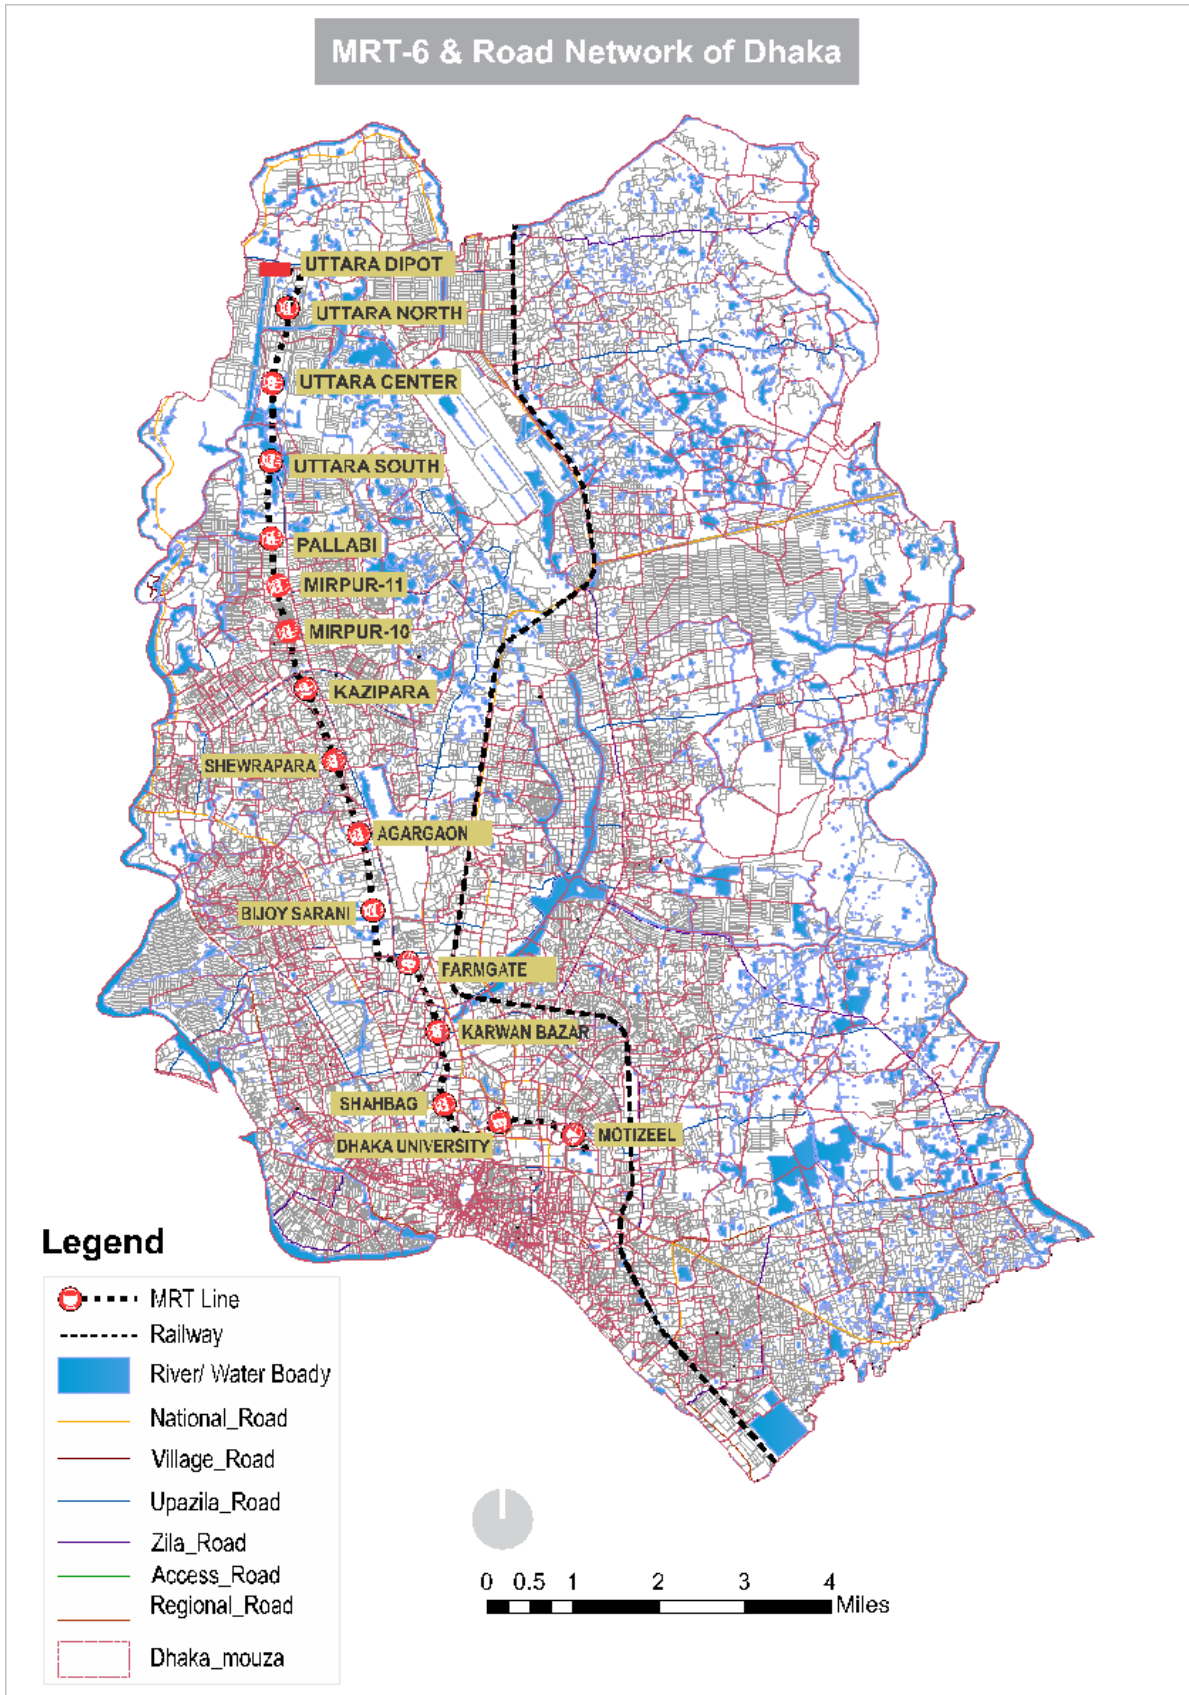 MRT-6 & Road Network of Dhaka
UTTARA DIPOT
UTTARA NORTH
UTTARA CENTER
UTTARA SOUTH
PALLABI
MIRPUR-11
MIRPUR-10
KAZIPARA
SHEWRAPARA
AGARGAON
BIJOY SARANI
FARMGATE
KARWAN BAZAR
SHAHBAG
DHAKA UNIVERSITY
MOTIZEEL
Legend
MRT Line
Railway
River/ Water Boady
National_Road
Village_Road
Upazila_Road
Zila_Road
Access_Road
Regional_Road
Dhaka_mouza
0 0.5 1 2 3 4
Miles